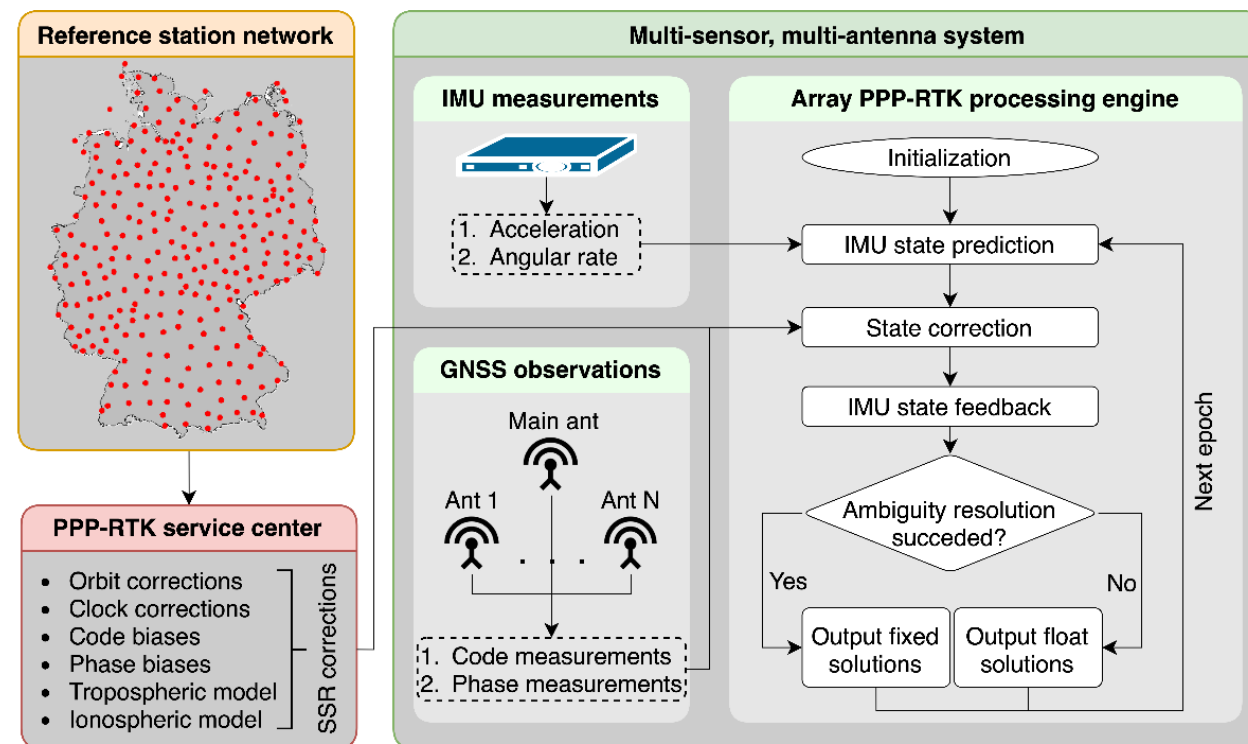 Reference station network
PPP-RTK service center
• Orbit corrections
• Clock corrections
• Code biases
• Phase biases
• Tropospheric model
• Ionospheric model
SSR corrections
Multi-sensor, multi-antenna system
IMU measurements
1. Acceleration
2. Angular rate
GNSS observations
Main ant
Ant 1
Ant N
. . .
1. Code measurements
2. Phase measurements
Array PPP-RTK processing engine
Initialization
IMU state prediction
State correction
IMU state feedback
Ambiguity resolution
succeded?
Yes
No
Output fixed
solutions
Output float
solutions
Next epoch